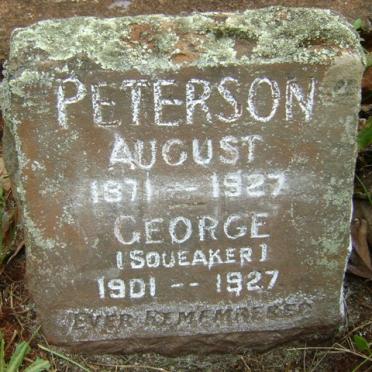 PETERSON
AUGUST
1871 -- 1927
GEORGE
[SQUEAKER]
1901 -- 1927
EVER REMEMBERED